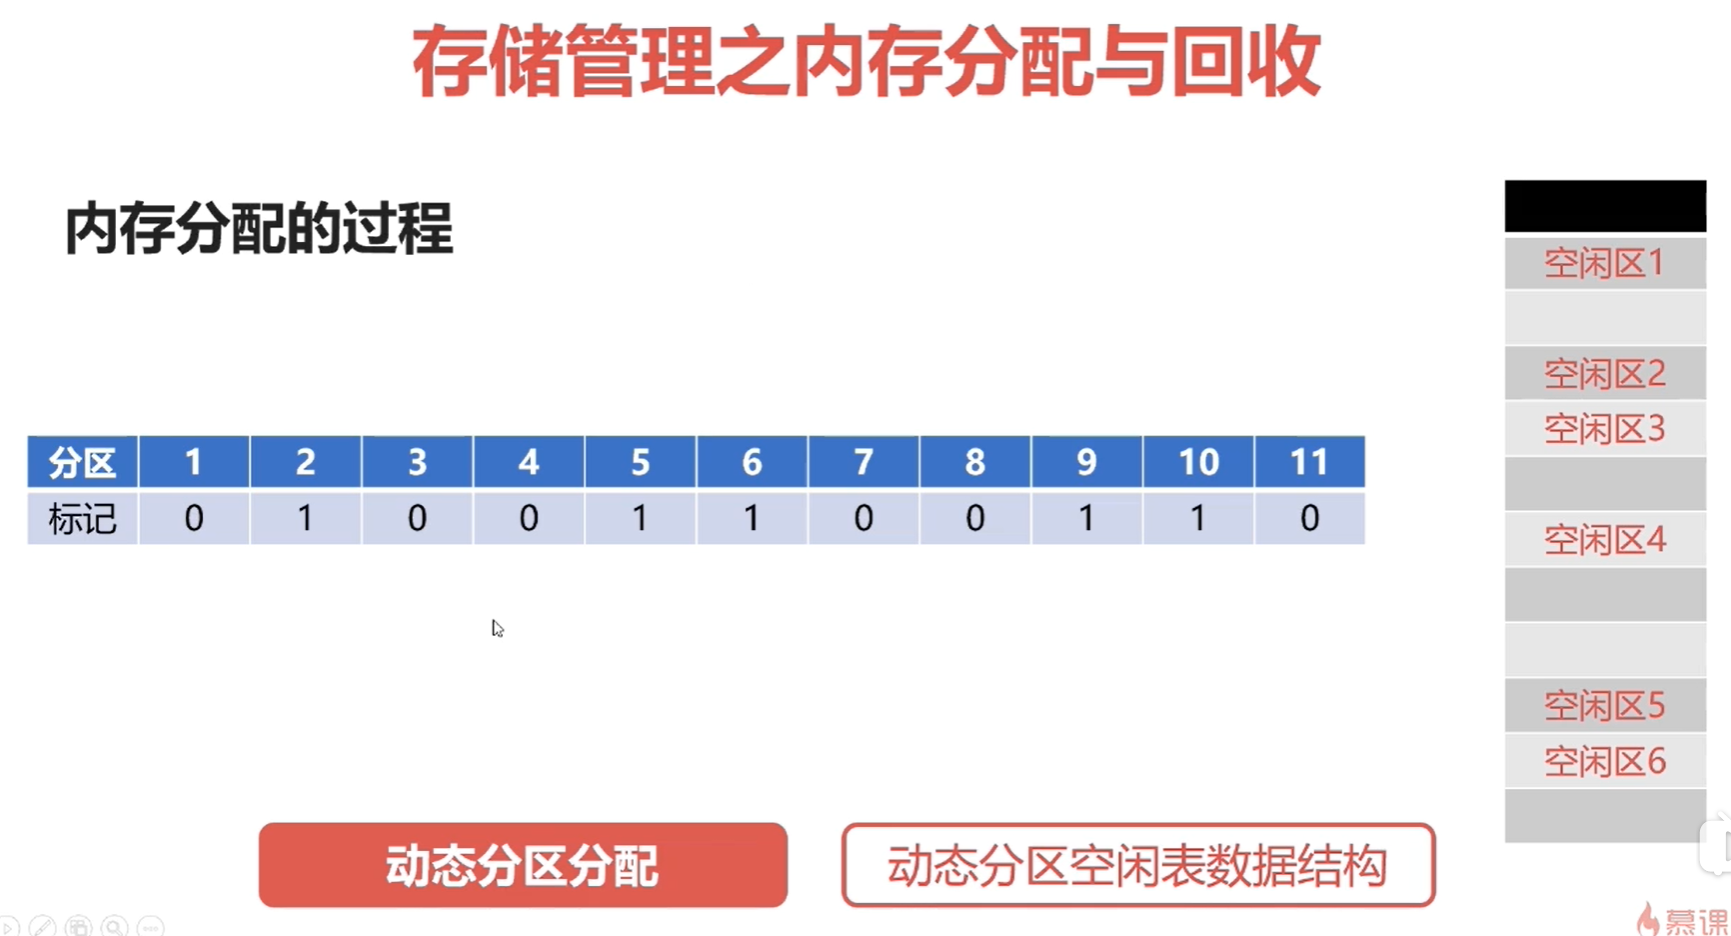 存储管理之内存分配与回收
内存分配的过程
分区 1 2 3 4 5 6 7 8 9 10 11
标记 0 1 0 0 1 1 0 0 1 1 0
空闲区1
空闲区2
空闲区3
空闲区4
空闲区5
空闲区6
动态分区分配
动态分区空闲表数据结构
慕课